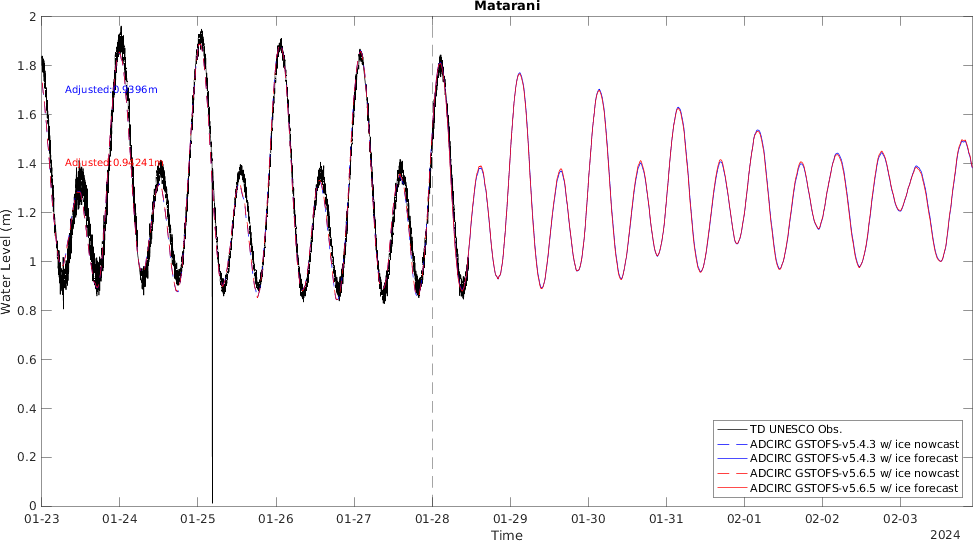 Matarani
2
1.8
1.6
1.4
1.2
1
0.8
0.6
0.4
0.2
0
Water Level (m)
Adjusted:0.9396m
Adjusted:0.94241m
TD UNESCO Obs.
ADCIRC GSTOFS-v5.4.3 w/ ice nowcast
ADCIRC GSTOFS-v5.4.3 w/ ice forecast
ADCIRC GSTOFS-v5.6.5 w/ ice nowcast
ADCIRC GSTOFS-v5.6.5 w/ ice forecast
01-23 01-24 01-25 01-26 01-27 01-28 01-29 01-30 01-31 02-01 02-02 02-03
Time
2024